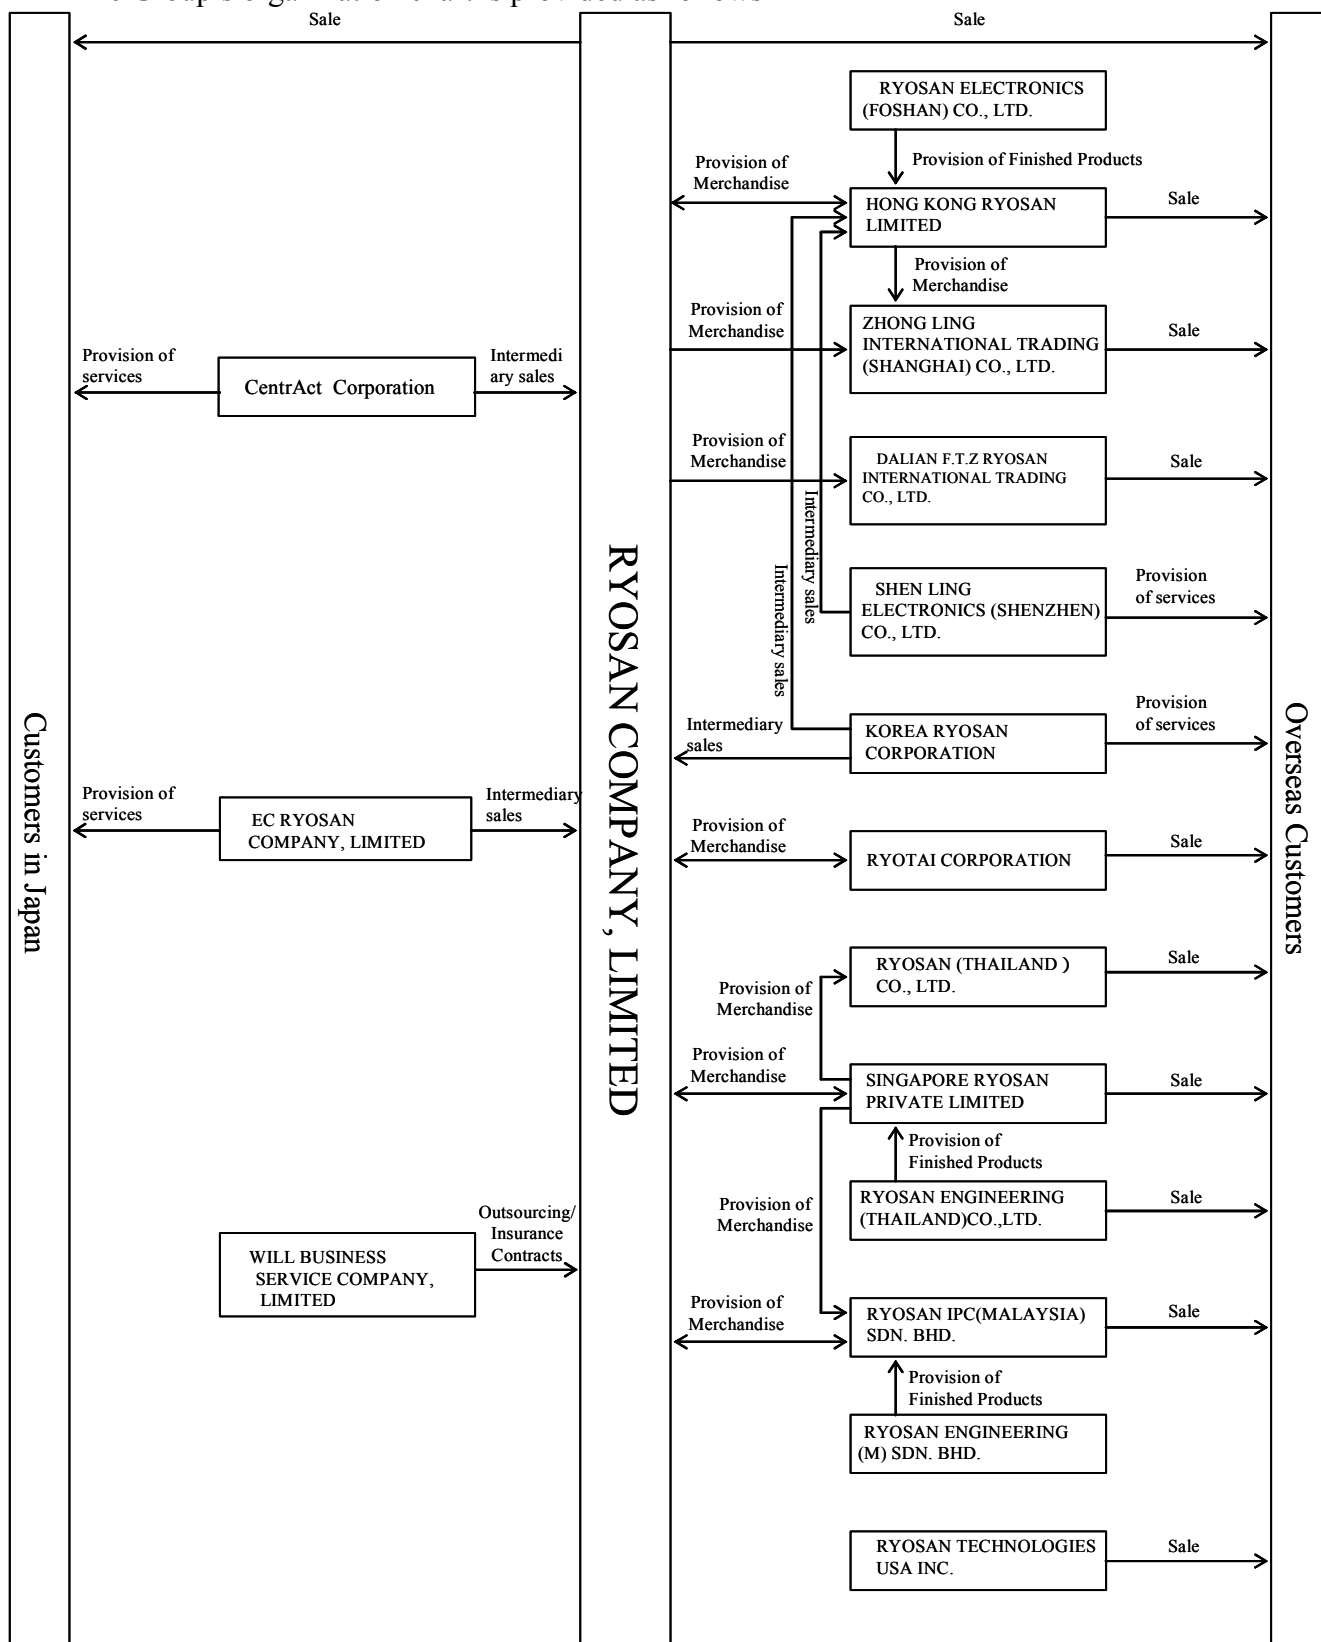 Sale
Sale
RYOSAN ELECTRONICS
(FOSHAN) CO., LTD.
Provision of Finished Products
Provision of
Merchandise
HONG KONG RYOSAN
LIMITED
Sale
Provision of
Merchandise
Provision of
Merchandise
ZHONG LING
INTERNATIONAL TRADING
(SHANGHAI) CO., LTD.
Sale
Provision of
services
CentrAct Corporation
Intermedi
ary sales
Provision of
Merchandise
DALIAN F.T.Z RYOSAN
INTERNATIONAL TRADING
CO., LTD.
Sale
Intermediary sales
Intermediary sales
SHEN LING
ELECTRONICS (SHENZHEN)
CO., LTD.
Provision
of services
RYOSAN COMPANY, LIMITED
Customers in Japan
Overseas Customers
Intermediary
sales
KOREA RYOSAN
CORPORATION
Provision
of services
Provision of
services
EC RYOSAN
COMPANY, LIMITED
Intermediary
sales
Provision of
Merchandise
RYOTAI CORPORATION
Sale
Provision of
Merchandise
RYOSAN (THAILAND )
CO., LTD.
Sale
Provision of
Merchandise
SINGAPORE RYOSAN
PRIVATE LIMITED
Sale
Provision of
Finished Products
Provision of
Merchandise
RYOSAN ENGINEERING
(THAILAND)CO.,LTD.
Sale
WILL BUSINESS
SERVICE COMPANY,
LIMITED
Outsourcing/
Insurance
Contracts
Provision of
Merchandise
RYOSAN IPC(MALAYSIA)
SDN. BHD.
Sale
Provision of
Finished Products
RYOSAN ENGINEERING
(M) SDN. BHD.
RYOSAN TECHNOLOGIES
USA INC.
Sale